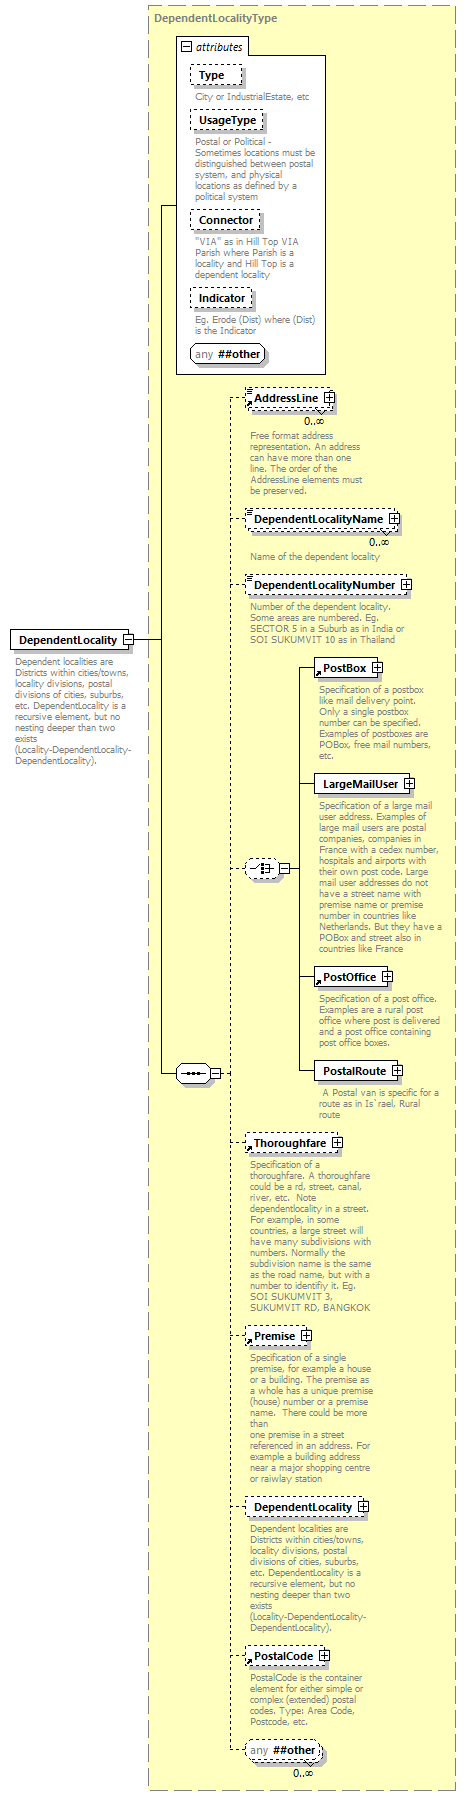 DependentLocalityType
attributes
Type
City or IndustrialEstate, etc
UsageType
Postal or Political -
Sometimes locations must be
distinguished between postal
system, and physical
locations as defined by a
political system
Connector
"VIA" as in Hill Top VIA
Parish where Parish is a
locality and Hill Top is a
dependent locality
Indicator
Eg. Erode (Dist) where (Dist)
is the Indicator
any ##other
AddressLine
0..∞
Free format address
representation. An address
can have more than one
line. The order of the
AddressLine elements must
be preserved.
DependentLocalityName
0..∞
Name of the dependent locality
DependentLocalityNumber
Number of the dependent locality.
Some areas are numbered. Eg.
SECTOR 5 in a Suburb as in India or
SOI SUKUMVIT 10 as in Thailand
DependentLocality
Dependent localities are
Districts within cities/towns,
locality divisions, postal
divisions of cities, suburbs,
etc. DependentLocality is a
recursive element, but no
nesting deeper than two
exists
(Locality-DependentLocality-
DependentLocality).
PostBox
Specification of a postbox
like mail delivery point.
Only a single postbox
number can be specified.
Examples of postboxes are
POBox, free mail numbers,
etc.
LargeMailUser
Specification of a large mail
user address. Examples of
large mail users are postal
companies, companies in
France with a cedex number,
hospitals and airports with
their own post code. Large
mail user addresses do not
have a street name with
premise name or premise
number in countries like
Netherlands. But they have a
POBox and street also in
countries like France
PostOffice
Specification of a post office.
Examples are a rural post
office where post is delivered
and a post office containing
post office boxes.
PostalRoute
A Postal van is specific for a
route as in Is`rael, Rural
route
Thoroughfare
Specification of a
thoroughfare. A thoroughfare
could be a rd, street, canal,
river, etc.  Note
dependentlocality in a street.
For example, in some
countries, a large street will
have many subdivisions with
numbers. Normally the
subdivision name is the same
as the road name, but with a
number to identifiy it. Eg.
SOI SUKUMVIT 3,
SUKUMVIT RD, BANGKOK
Premise
Specification of a single
premise, for example a house
or a building. The premise as
a whole has a unique premise
(house) number or a premise
name.  There could be more
than
one premise in a street
referenced in an address. For
example a building address
near a major shopping centre
or raiwlay station
DependentLocality
Dependent localities are
Districts within cities/towns,
locality divisions, postal
divisions of cities, suburbs,
etc. DependentLocality is a
recursive element, but no
nesting deeper than two
exists
(Locality-DependentLocality-
DependentLocality).
PostalCode
PostalCode is the container
element for either simple or
complex (extended) postal
codes. Type: Area Code,
Postcode, etc.
any ##other
0..∞